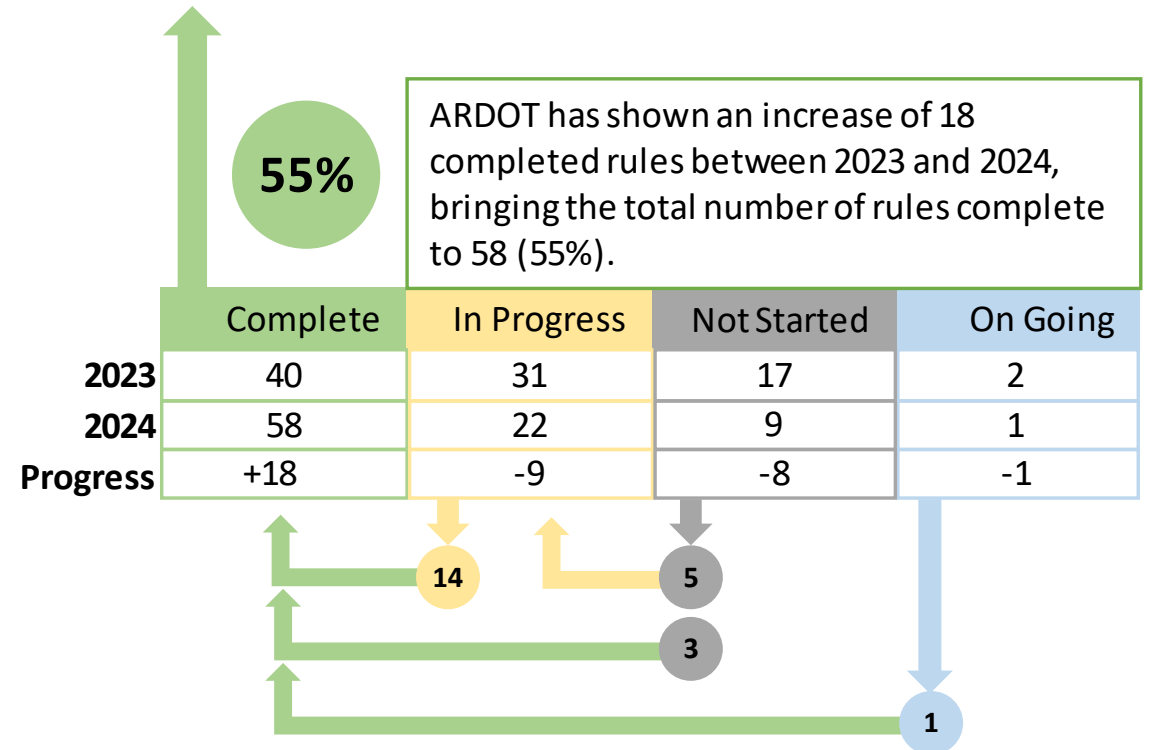 55%
ARDOT has shown an increase of 18
completed rules between 2023 and 2024,
bringing the total number of rules complete
to 58 (55%).
Complete In Progress Not Started On Going
2023 40 31 17 2
2024 58 22 9 1
Progress +18 -9 -8 -1
14 5
3
1